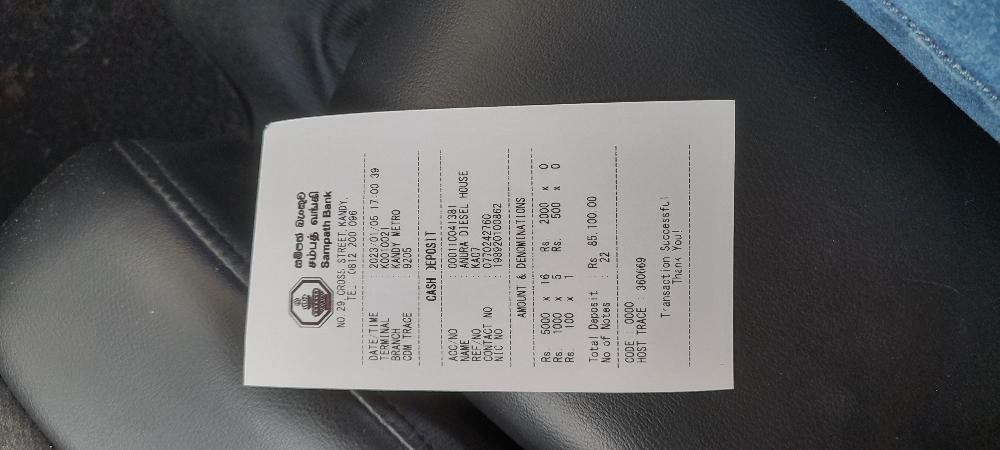 සම්පත් බැංකුව
சம்பத் வங்கி
Sampath Bank
NO. 29 CROSS STREET KANDY.
TEL : 0812 200 096
DATE/TIME : 2023/01/05 17:00 39
TERMINAL : K0010021
BRANCH : KANDY METRO
CDM TRACE : 9205
CASH DEPOSIT
ACC/NO : 000110041381
NAME : ANURA DIESEL HOUSE
REF/NO : KA07
CONTACT NO : 0770242760
NIC NO : 198920100862
AMOUNT & DENOMINATIONS
Rs. 5000 x 16 Rs 2000 x 0
Rs. 1000 x 5 Rs. 500 x 0
Rs. 100 x 1
Total Deposit : Rs 85,100.00
No of Notes : 22
CODE : 0000
HOST TRACE : 360669
Transaction Successful
Thank You!